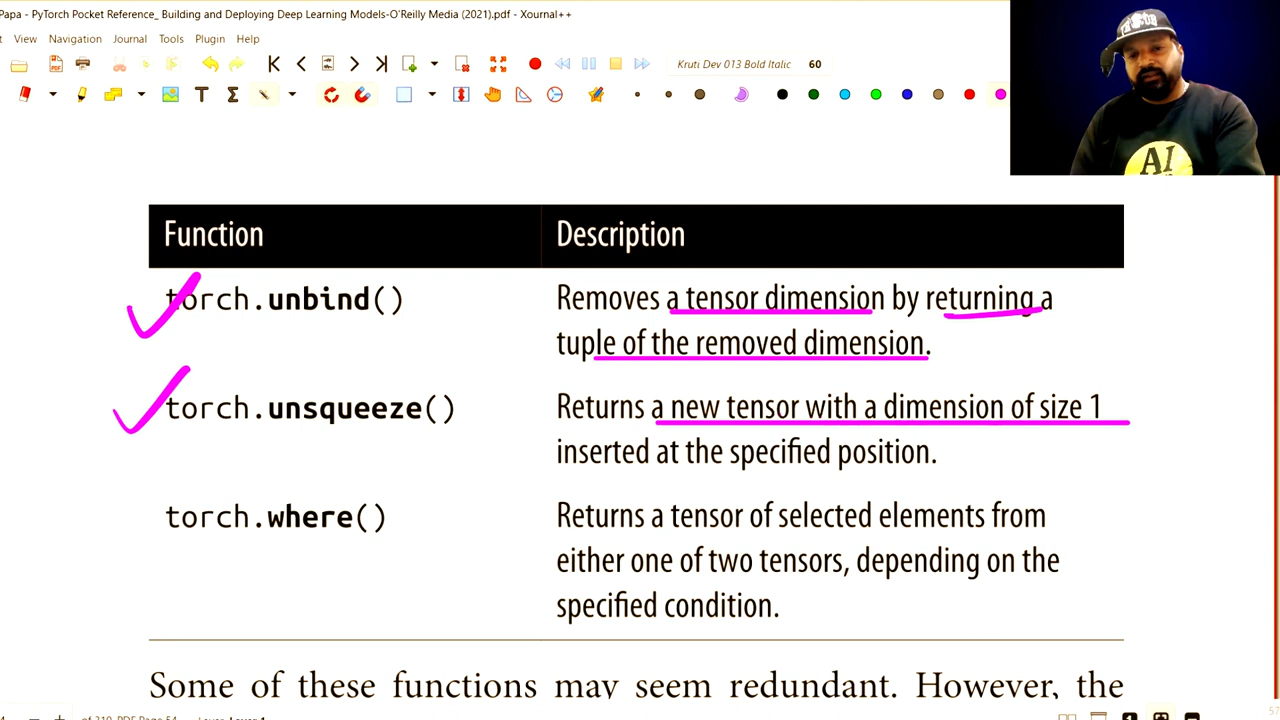 Papa - PyTorch Pocket Reference_ Building and Deploying Deep Learning Models-O'Reilly Media (2021).pdf - Xournal++
View Navigation Journal Tools Plugin Help
Kruti Dev 013 Bold Italic 60
T Σ
AI
Function Description
torch.unbind() Removes a tensor dimension by returning a
tuple of the removed dimension.
torch.unsqueeze() Returns a new tensor with a dimension of size 1
inserted at the specified position.
torch.where() Returns a tensor of selected elements from
either one of two tensors, depending on the
specified condition.
Some of these functions may seem redundant. However, the